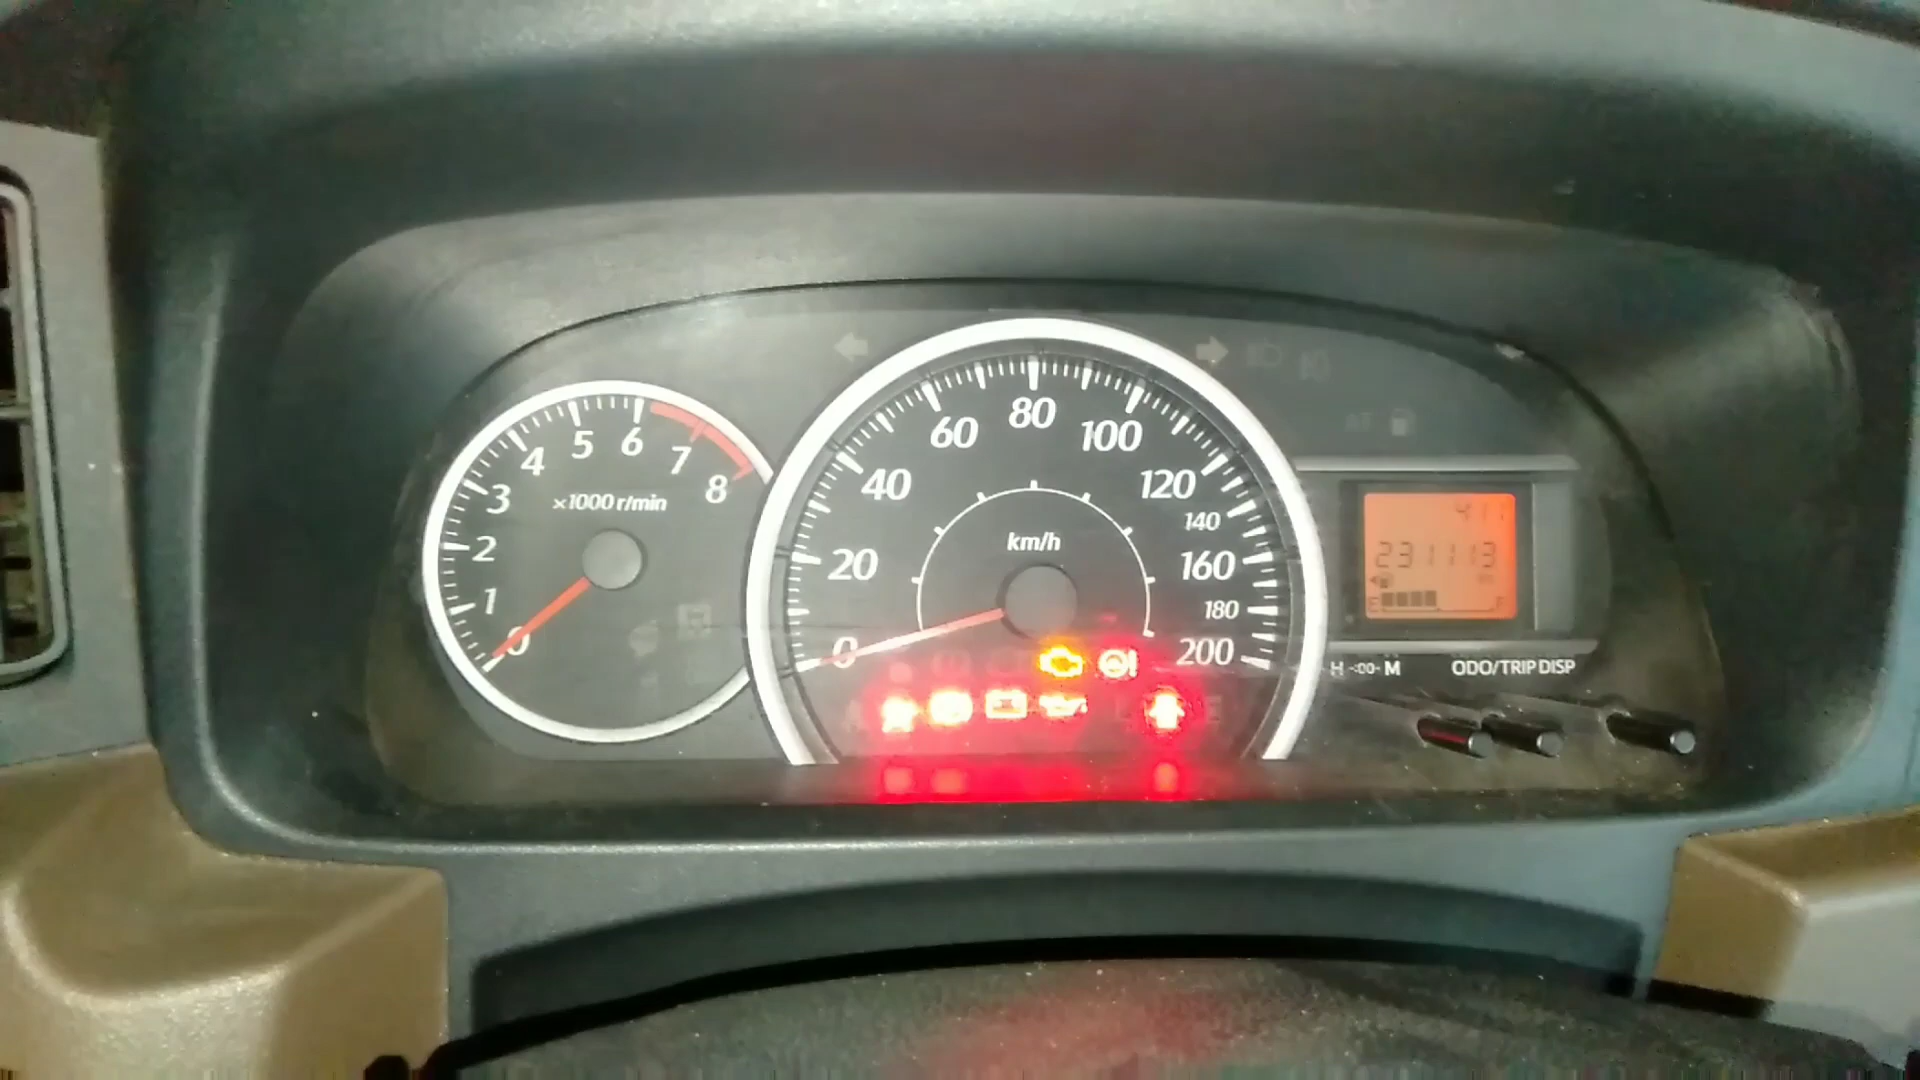 0 1 2 3 4 5 6 7 8
×1000 r/min
0 20 40 60 80 100 120 140 160 180 200
km/h
231113
E F
H -:00- M ODO/TRIP DISP